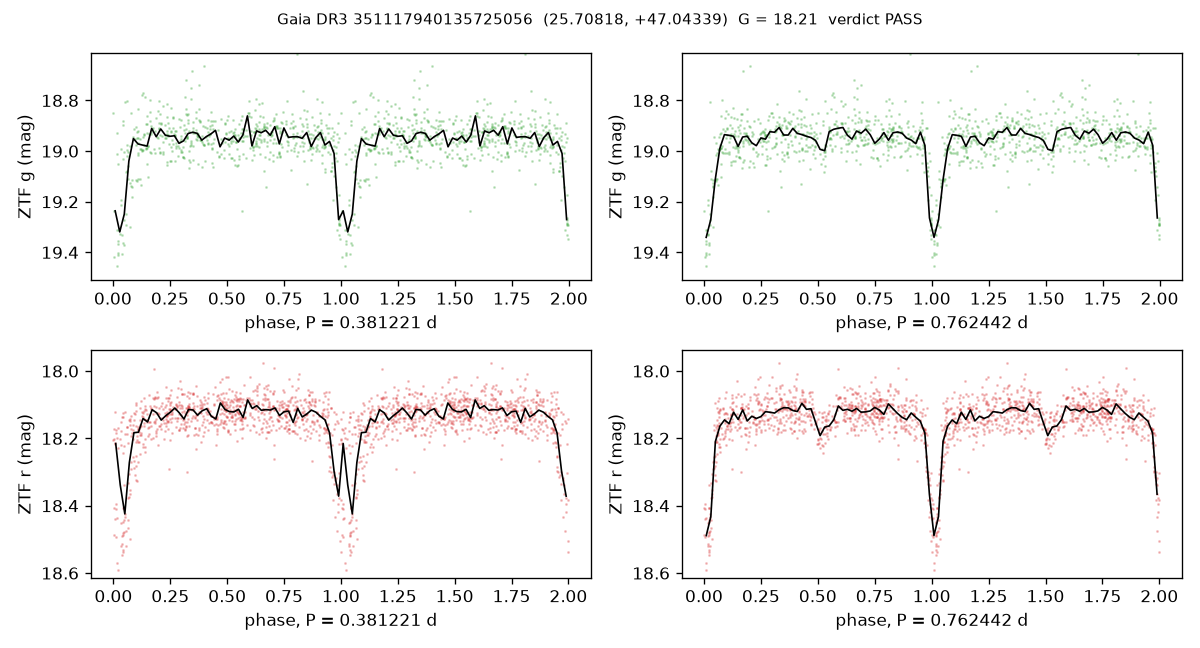 Gaia DR3 351117940135725056  (25.70818, +47.04339)  G = 18.21  verdict PASS
ZTF g (mag)
18.8
19.0
19.2
19.4
0.00 0.25 0.50 0.75 1.00 1.25 1.50 1.75 2.00
phase, P = 0.381221 d
ZTF g (mag)
18.8
19.0
19.2
19.4
0.00 0.25 0.50 0.75 1.00 1.25 1.50 1.75 2.00
phase, P = 0.762442 d
ZTF r (mag)
18.0
18.2
18.4
18.6
0.00 0.25 0.50 0.75 1.00 1.25 1.50 1.75 2.00
phase, P = 0.381221 d
ZTF r (mag)
18.0
18.2
18.4
18.6
0.00 0.25 0.50 0.75 1.00 1.25 1.50 1.75 2.00
phase, P = 0.762442 d